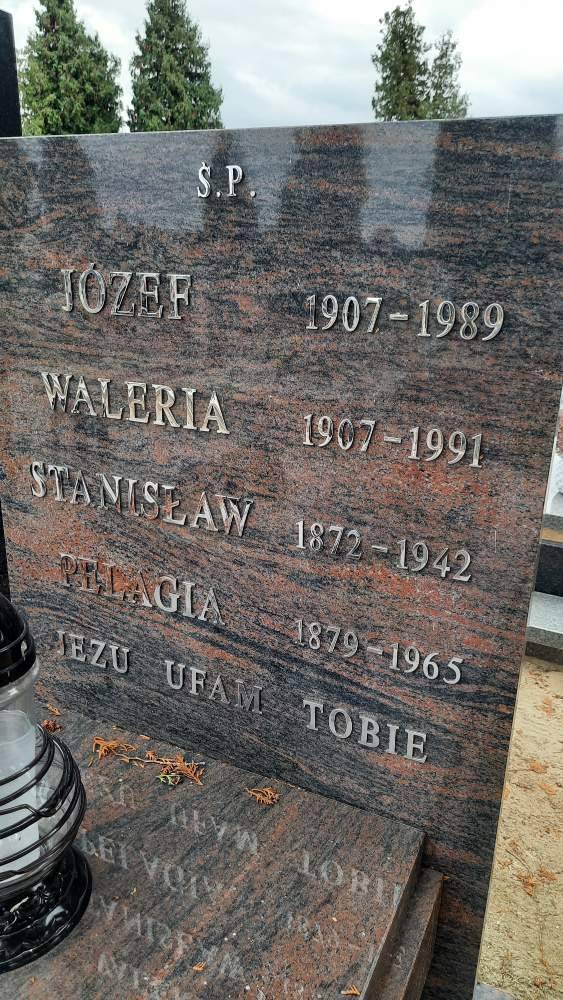 Ś.P.
JÓZEF 1907-1989
WALERIA 1907-1991
STANISŁAW 1872-1942
PELAGIA 1879-1965
JEZU UFAM TOBIE